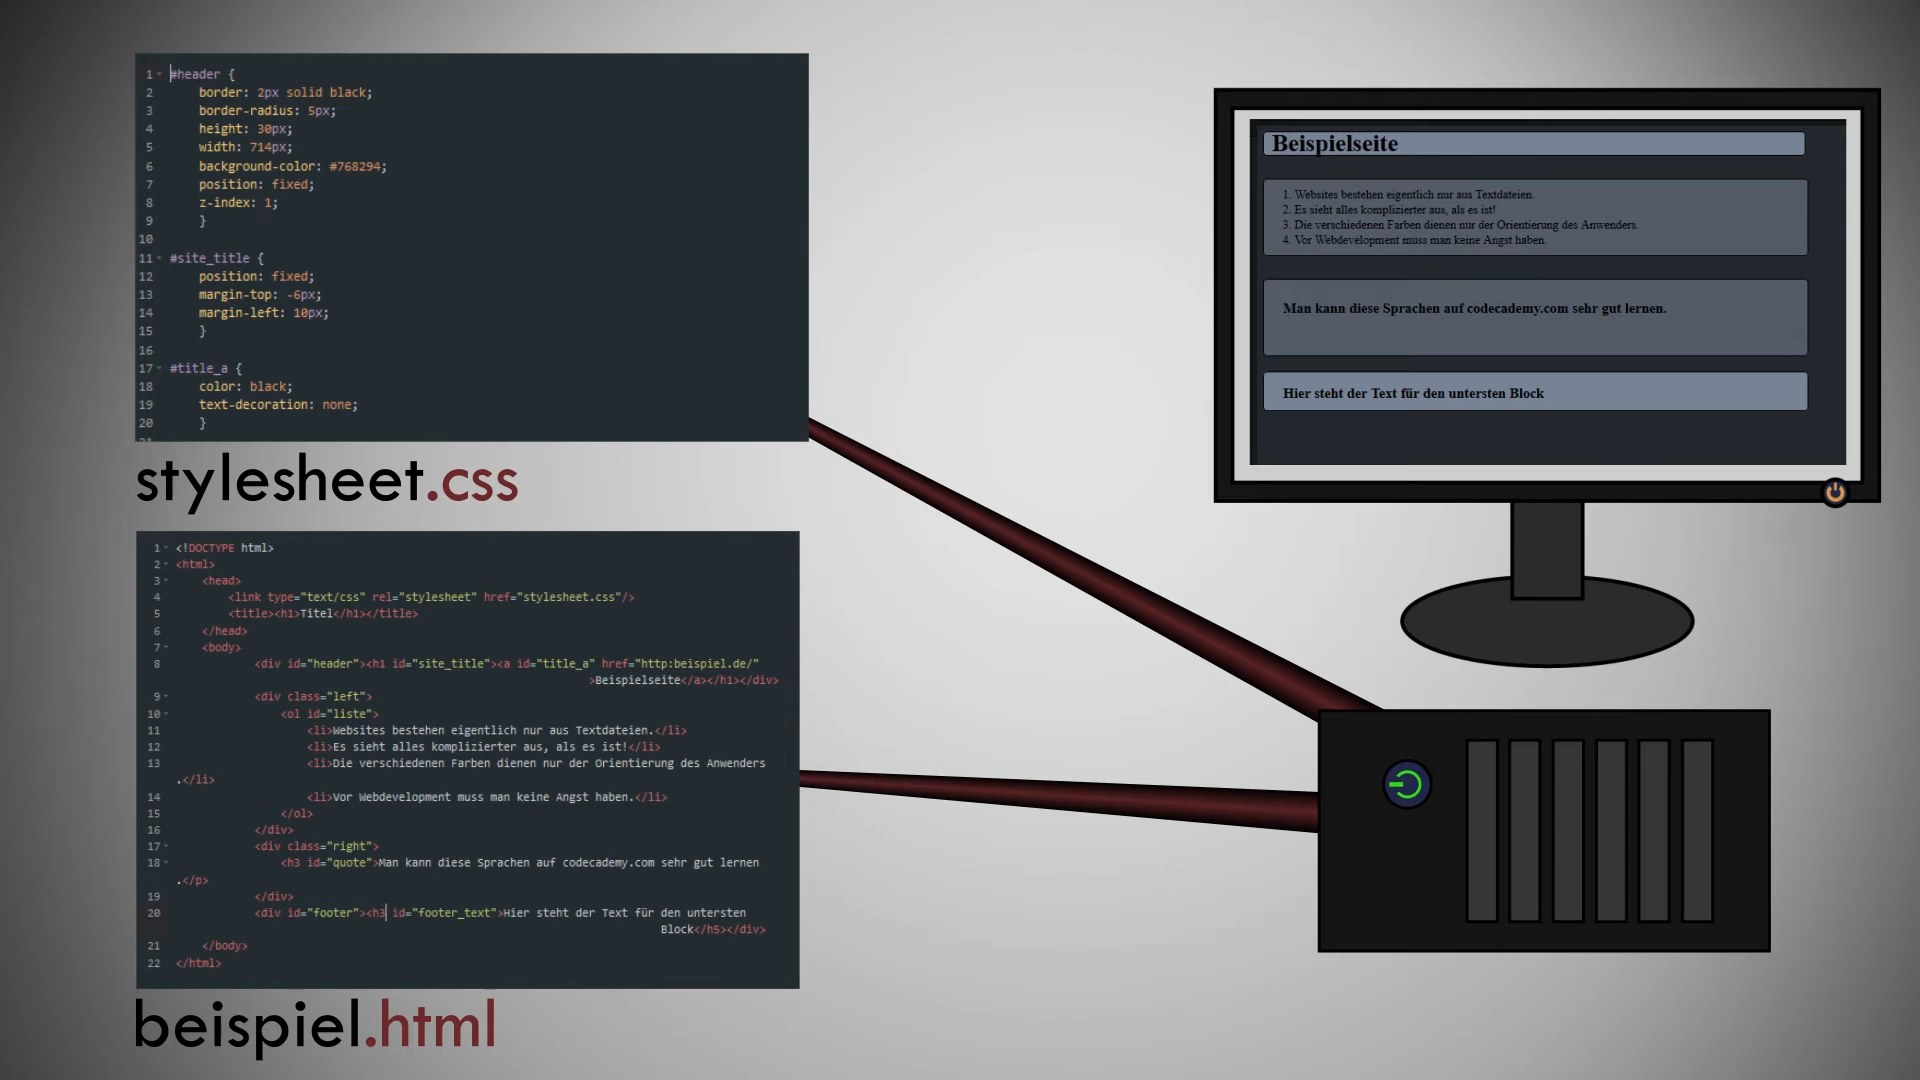 1 #header {
2 border: 2px solid black;
3 border-radius: 5px;
4 height: 30px;
5 width: 714px;
6 background-color: #768294;
7 position: fixed;
8 z-index: 1;
9 }
10
11 #site_title {
12 position: fixed;
13 margin-top: -6px;
14 margin-left: 10px;
15 }
16
17 #title_a {
18 color: black;
19 text-decoration: none;
20 }
21
stylesheet.css
1 <!DOCTYPE html>
2 <html>
3 <head>
4 <link type="text/css" rel="stylesheet" href="stylesheet.css"/>
5 <title><h1>Titel</h1></title>
6 </head>
7 <body>
8 <div id="header"><h1 id="site_title"><a id="title_a" href="http:beispiel.de/"
>Beispielseite</a></h1></div>
9 <div class="left">
10 <ol id="liste">
11 <li>Websites bestehen eigentlich nur aus Textdateien.</li>
12 <li>Es sieht alles komplizierter aus, als es ist!</li>
13 <li>Die verschiedenen Farben dienen nur der Orientierung des Anwenders
.</li>
14 <li>Vor Webdevelopment muss man keine Angst haben.</li>
15 </ol>
16 </div>
17 <div class="right">
18 <h3 id="quote">Man kann diese Sprachen auf codecademy.com sehr gut lernen
.</p>
19 </div>
20 <div id="footer"><h3 id="footer_text">Hier steht der Text für den untersten
Block</h5></div>
21 </body>
22 </html>
beispiel.html
Beispielseite
1. Websites bestehen eigentlich nur aus Textdateien.
2. Es sieht alles komplizierter aus, als es ist!
3. Die verschiedenen Farben dienen nur der Orientierung des Anwenders.
4. Vor Webdevelopment muss man keine Angst haben.
Man kann diese Sprachen auf codecademy.com sehr gut lernen.
Hier steht der Text für den untersten Block